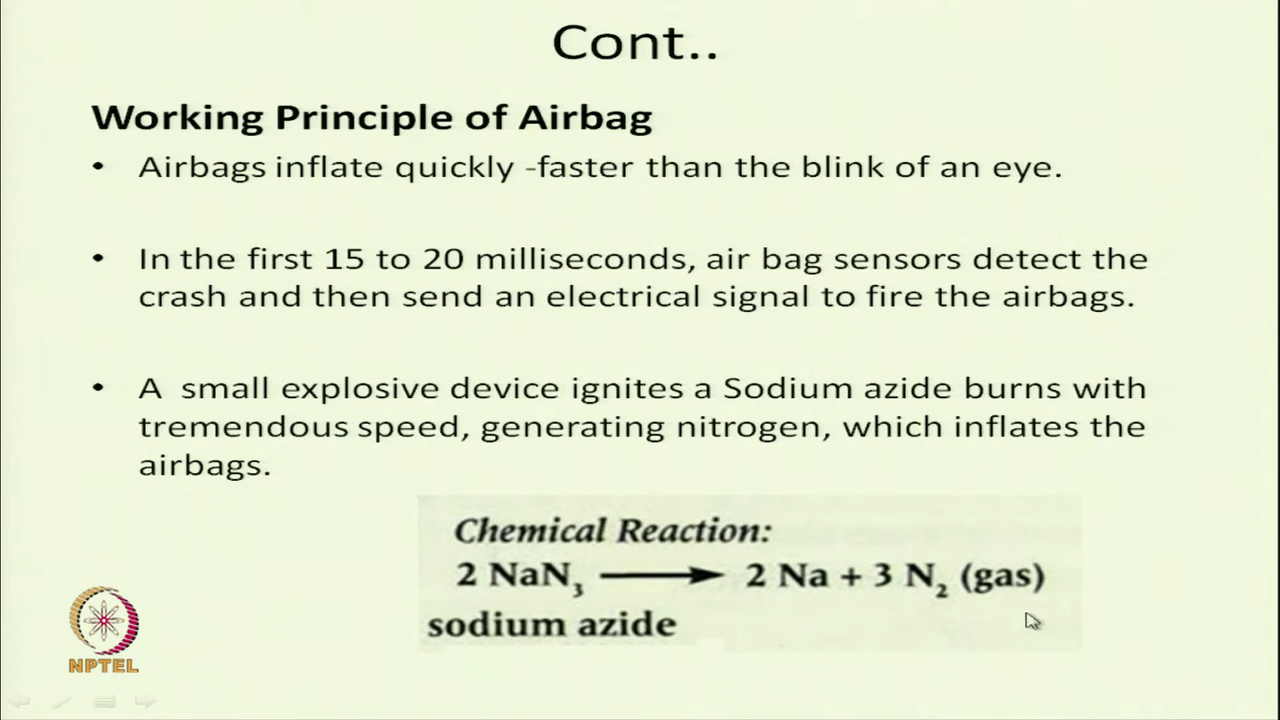 Cont..
Working Principle of Airbag
• Airbags inflate quickly -faster than the blink of an eye.
• In the first 15 to 20 milliseconds, air bag sensors detect the
crash and then send an electrical signal to fire the airbags.
• A small explosive device ignites a Sodium azide burns with
tremendous speed, generating nitrogen, which inflates the
airbags.
Chemical Reaction:
2 NaN₃ ⟶ 2 Na + 3 N₂ (gas)
sodium azide
NPTEL